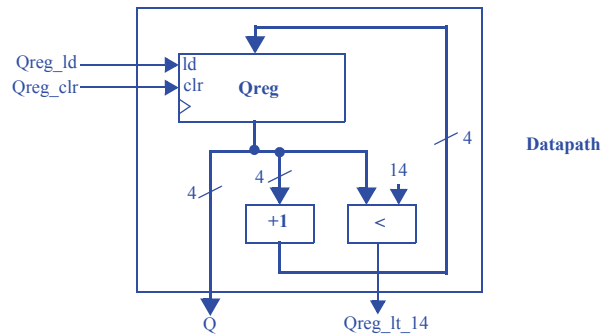 Qreg_ld
ld
Qreg_clr
clr
Qreg
4
Datapath
4
4
14
+1
<
Q
Qreg_lt_14